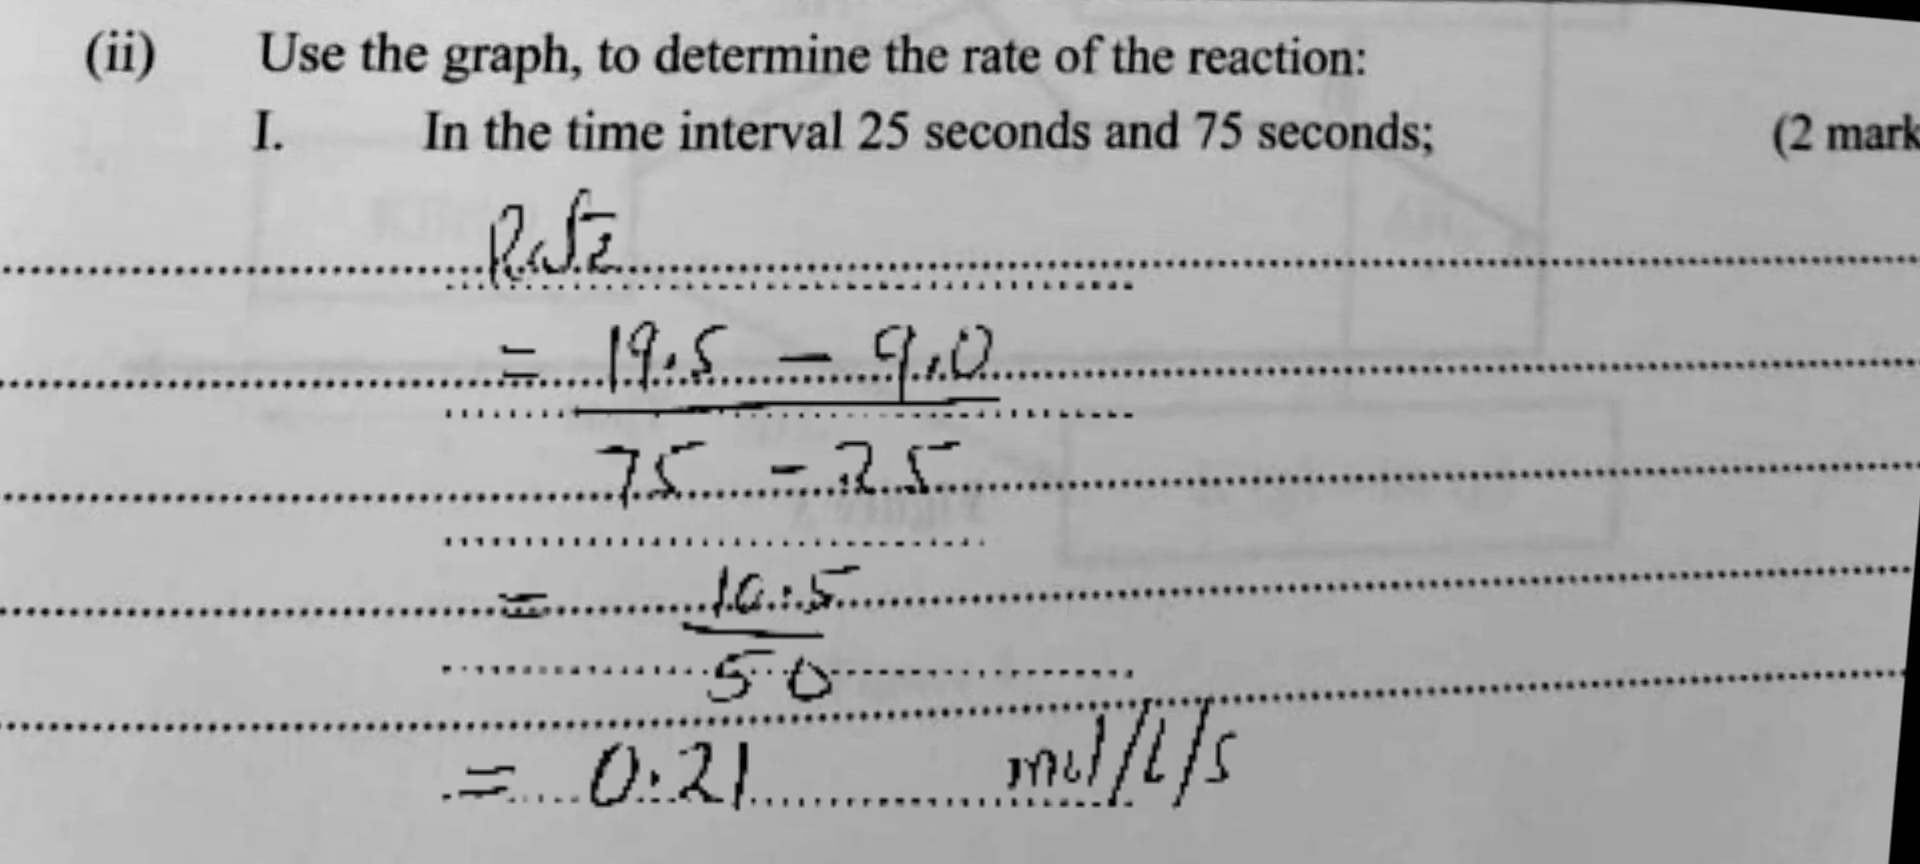 (ii) Use the graph, to determine the rate of the reaction:
I. In the time interval 25 seconds and 75 seconds; (2 mark
Rate
= 19.5 - 9.0
75 - 25
= 10.5
50
= 0.21 mol/L/s